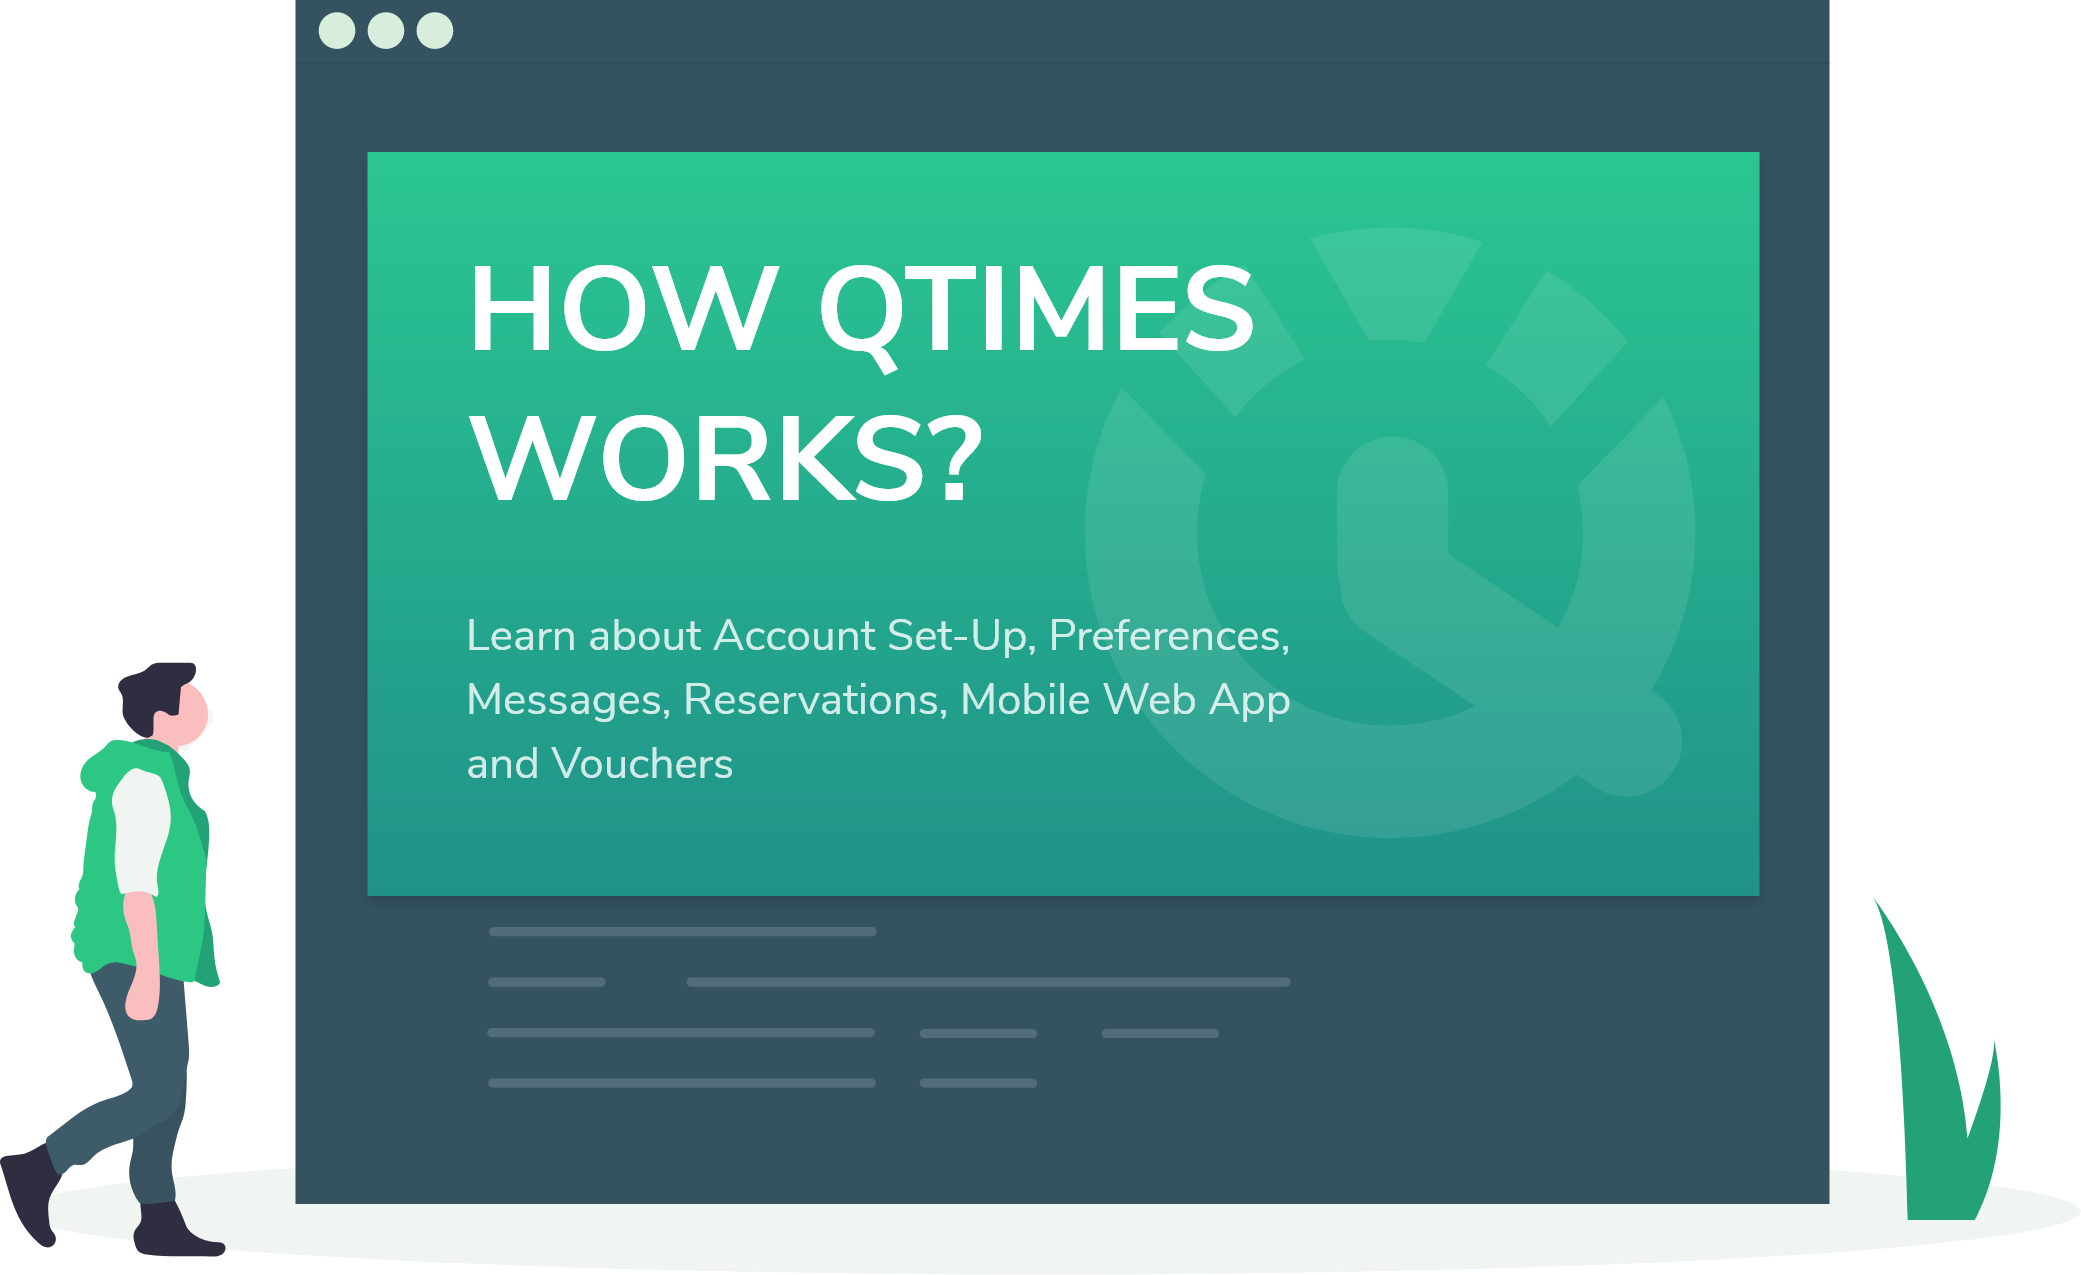 HOW QTIMES
WORKS?
Learn about Account Set-Up, Preferences,
Messages, Reservations, Mobile Web App
and Vouchers